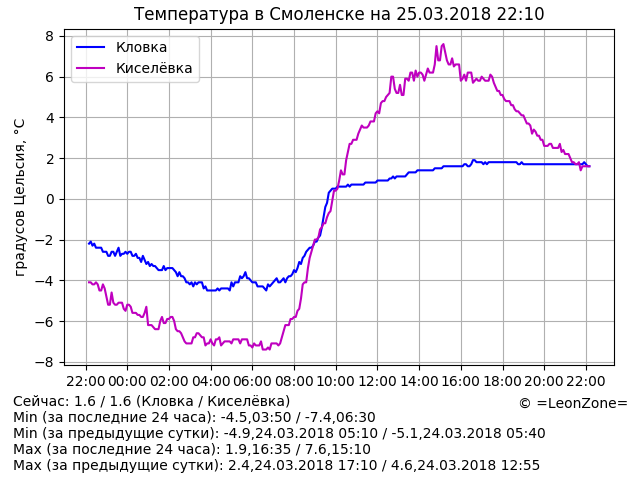 Температура в Смоленске на 25.03.2018 22:10
Кловка
Киселёвка
градусов Цельсия, °C
8
6
4
2
0
−2
−4
−6
−8
22:00 00:00 02:00 04:00 06:00 08:00 10:00 12:00 14:00 16:00 18:00 20:00 22:00
Сейчас: 1.6 / 1.6 (Кловка / Киселёвка)
© =LeonZone=
Min (за последние 24 часа): -4.5,03:50 / -7.4,06:30
Min (за предыдущие сутки): -4.9,24.03.2018 05:10 / -5.1,24.03.2018 05:40
Max (за последние 24 часа): 1.9,16:35 / 7.6,15:10
Max (за предыдущие сутки): 2.4,24.03.2018 17:10 / 4.6,24.03.2018 12:55